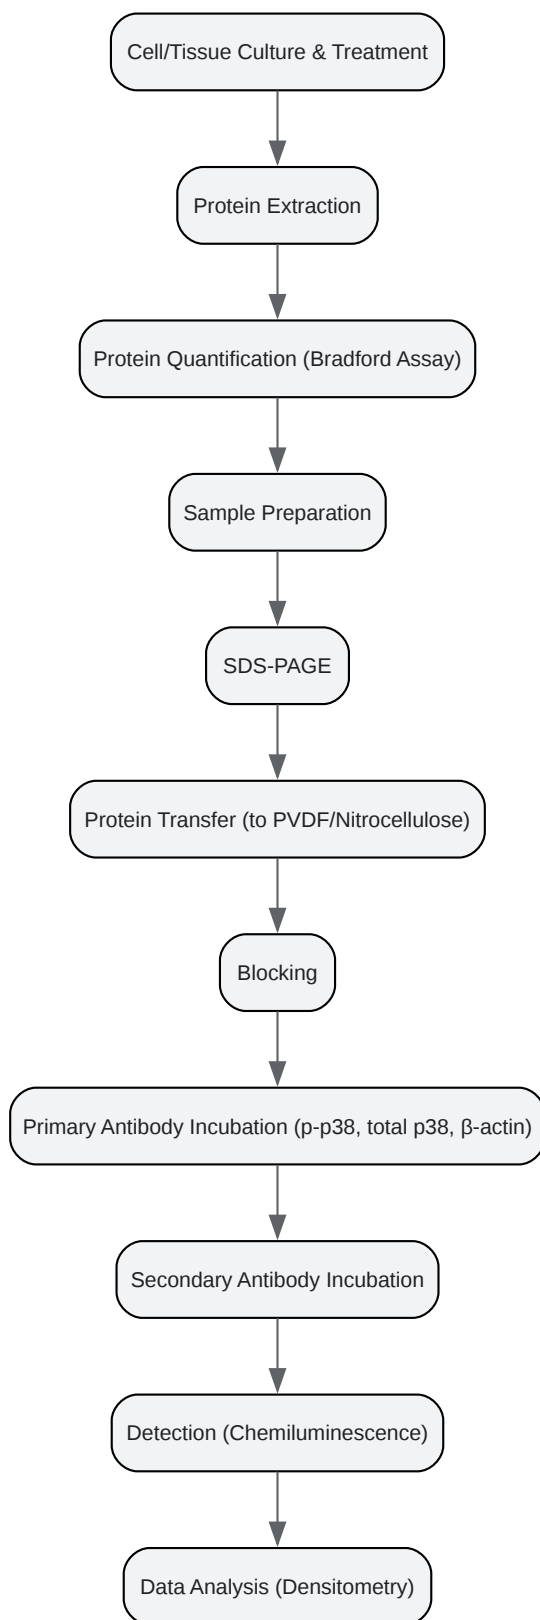 Cell/Tissue Culture & Treatment
Protein Extraction
Protein Quantification (Bradford Assay)
Sample Preparation
SDS-PAGE
Protein Transfer (to PVDF/Nitrocellulose)
Blocking
Primary Antibody Incubation (p-p38, total p38, β-actin)
Secondary Antibody Incubation
Detection (Chemiluminescence)
Data Analysis (Densitometry)